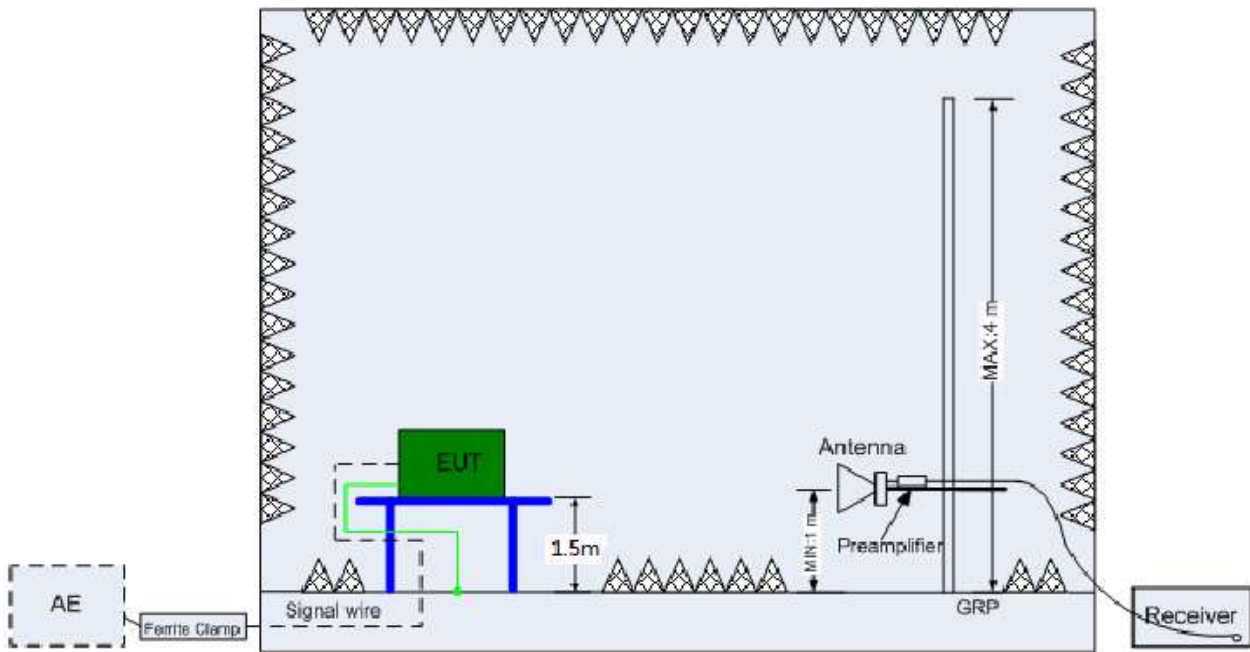 MAX:4 m
EUT
Antenna
1.5m
MIN:1 m
Preamplifier
AE
Signal wire
GRP
Ferrite Clamp
Receiver